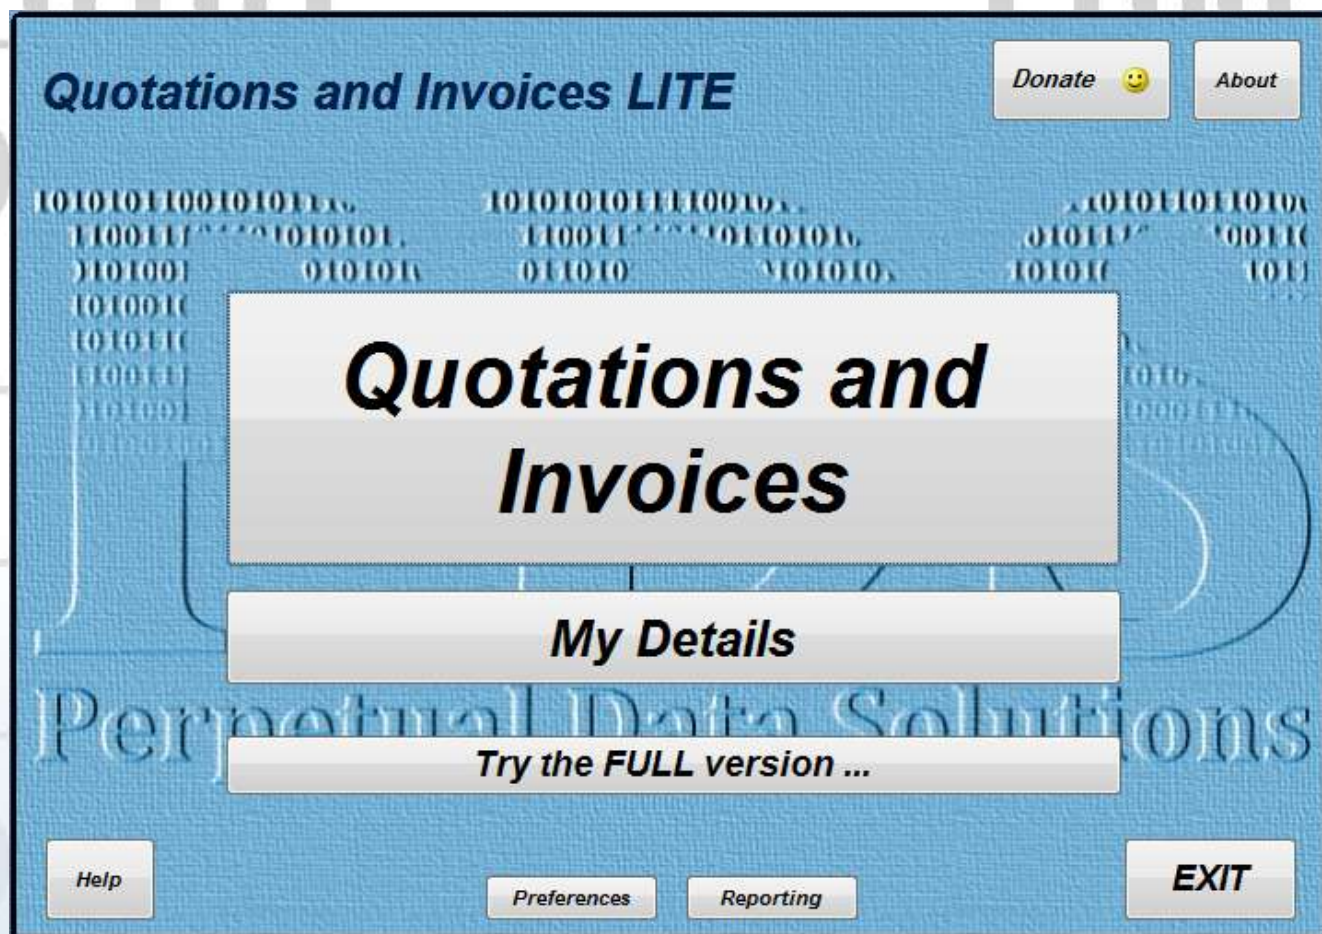 Quotations and Invoices LITE
Donate
About
Quotations and
Invoices
My Details
Perpetual Data Solutions
Try the FULL version ...
Help
Preferences
Reporting
EXIT